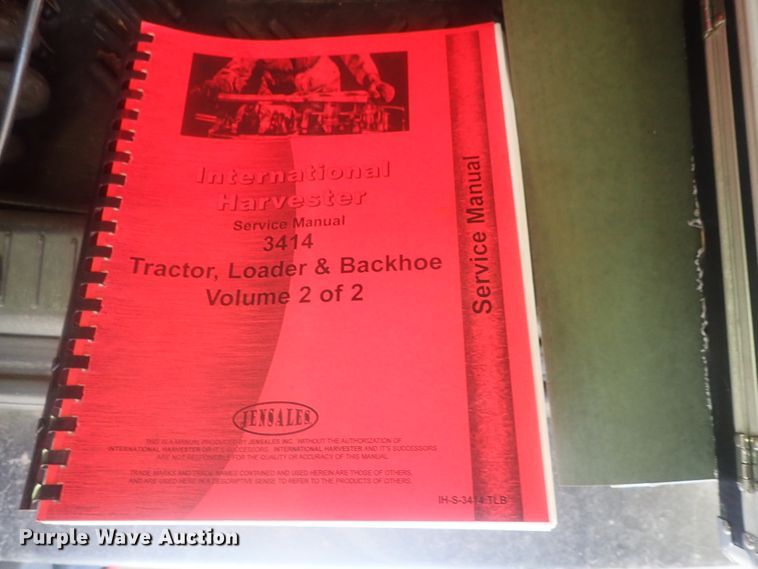 International
Harvester
Service Manual
3414
Tractor, Loader & Backhoe
Volume 2 of 2
Service Manual
JENSALES
THIS IS A MANUAL PRODUCED BY JENSALES INC. WITHOUT THE AUTHORIZATION OF
INTERNATIONAL HARVESTER OR IT'S SUCCESSORS. INTERNATIONAL HARVESTER AND IT'S SUCCESSORS
ARE NOT RESPONSIBLE FOR THE QUALITY OR ACCURACY OF THIS MANUAL.
TRADE MARKS AND TRADE NAMES CONTAINED AND USED HEREIN ARE THOSE OF OTHERS,
AND ARE USED HERE IN A DESCRIPTIVE SENSE TO REFER TO THE PRODUCTS OF OTHERS.
IH-S-3414 TLB
Purple Wave Auction